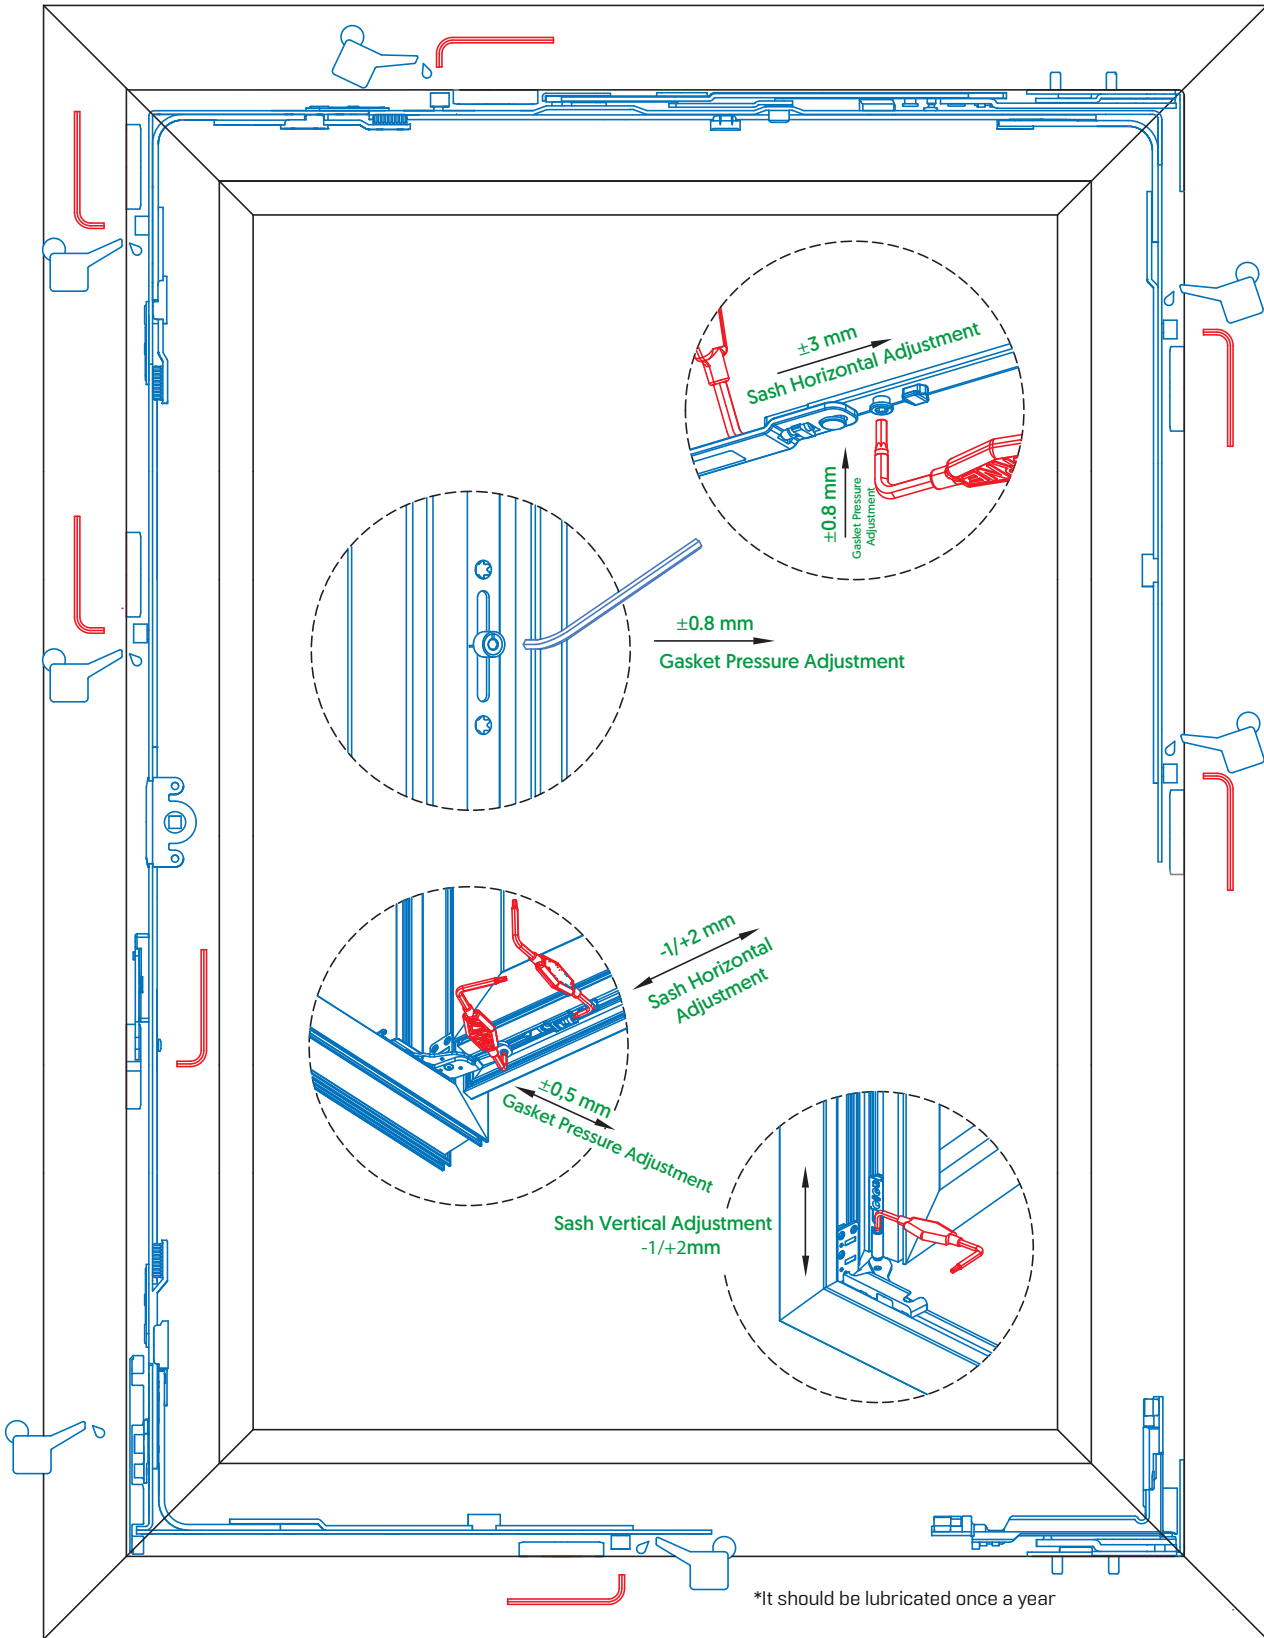 ±3 mm
Sash Horizontal Adjustment
±0.8 mm
Gasket Pressure
Adjustment
±0.8 mm
Gasket Pressure Adjustment
-1/+2 mm
Sash Horizontal
Adjustment
±0,5 mm
Gasket Pressure Adjustment
Sash Vertical Adjustment
-1/+2mm
*It should be lubricated once a year